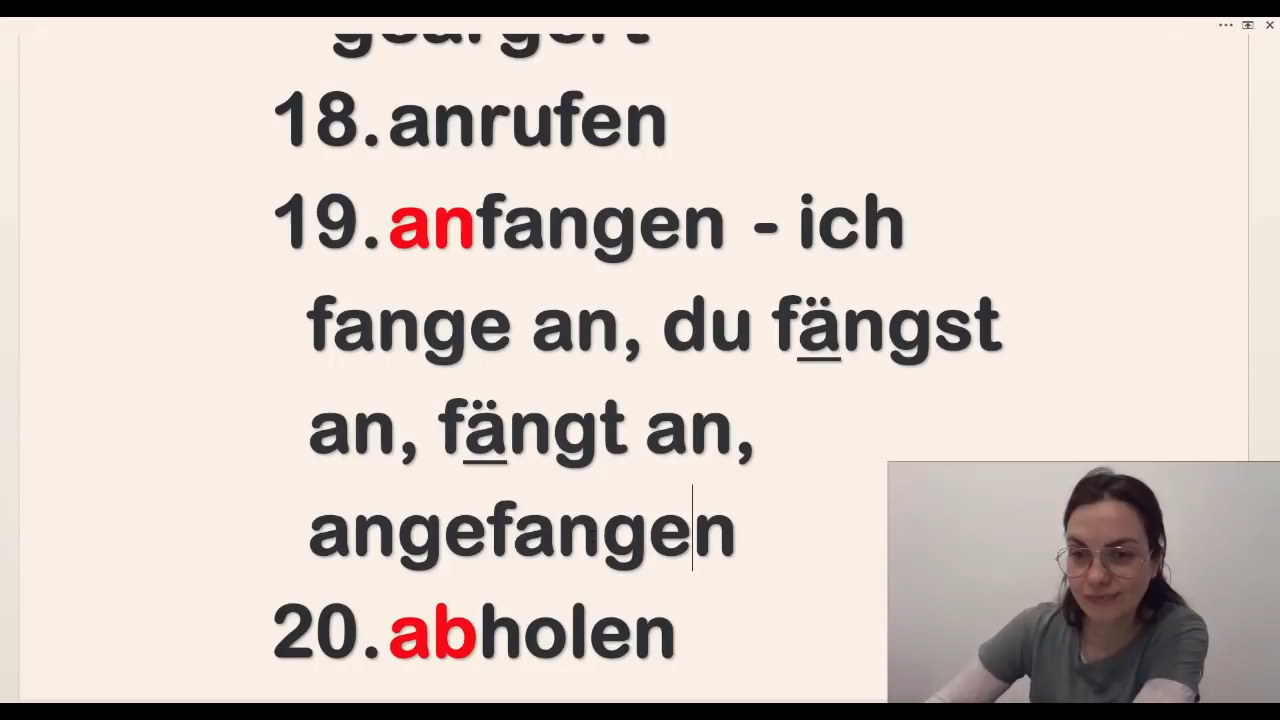 18. anrufen
19. anfangen - ich
fange an, du fängst
an, fängt an,
angefangen
20. abholen